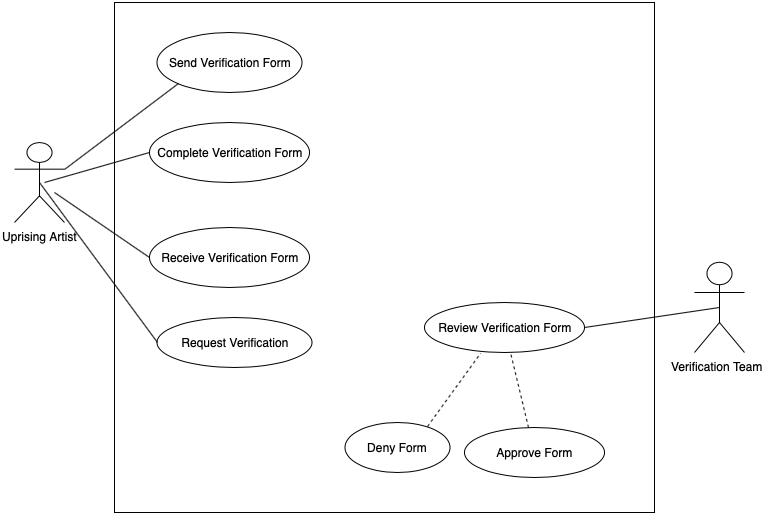 Send Verification Form
Complete Verification Form
Uprising Artist
Receive Verification Form
Request Verification
Review Verification Form
Verification Team
Deny Form
Approve Form